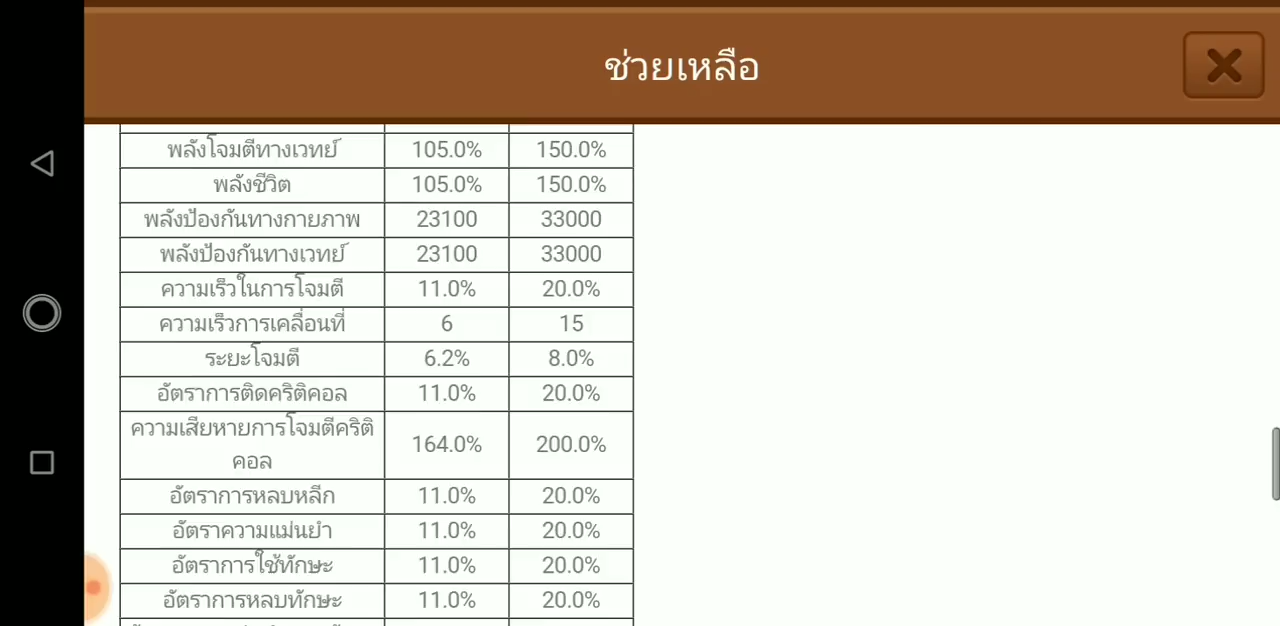 ช่วยเหลือ
พลังโจมตีทางเวทย์ 105.0% 150.0%
พลังชีวิต 105.0% 150.0%
พลังป้องกันทางกายภาพ 23100 33000
พลังป้องกันทางเวทย์ 23100 33000
ความเร็วในการโจมตี 11.0% 20.0%
ความเร็วการเคลื่อนที่ 6 15
ระยะโจมตี 6.2% 8.0%
อัตราการติดคริติคอล 11.0% 20.0%
ความเสียหายการโจมตีคริติ
คอล 164.0% 200.0%
อัตราการหลบหลีก 11.0% 20.0%
อัตราความแม่นยำ 11.0% 20.0%
อัตราการใช้ทักษะ 11.0% 20.0%
อัตราการหลบทักษะ 11.0% 20.0%